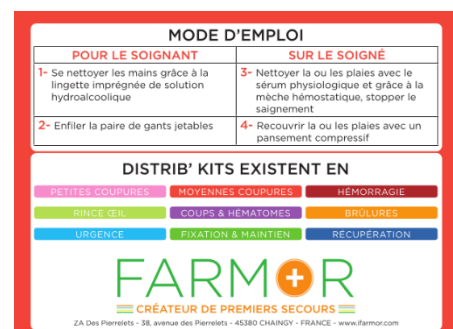 MODE D'EMPLOI
POUR LE SOIGNANT
SUR LE SOIGNÉ
1- Se nettoyer les mains grâce à la
lingette imprégnée de solution
hydroalcoolique
3- Nettoyer la ou les plaies avec le
sérum physiologique et grâce à la
mèche hémostatique, stopper le
saignement
2- Enfiler la paire de gants jetables
4- Recouvrir la ou les plaies avec un
pansement compressif
DISTRIB' KITS EXISTENT EN
PETITES COUPURES MOYENNES COUPURES HÉMORRAGIE
RINCE ŒIL COUPS & HÉMATOMES BRÛLURES
URGENCE FIXATION & MAINTIEN RÉCUPÉRATION
FARMOR
CRÉATEUR DE PREMIERS SECOURS
ZA Des Pierrelets - 38, avenue des Pierrelets - 45380 CHAINGY - FRANCE - www.ifarmor.com